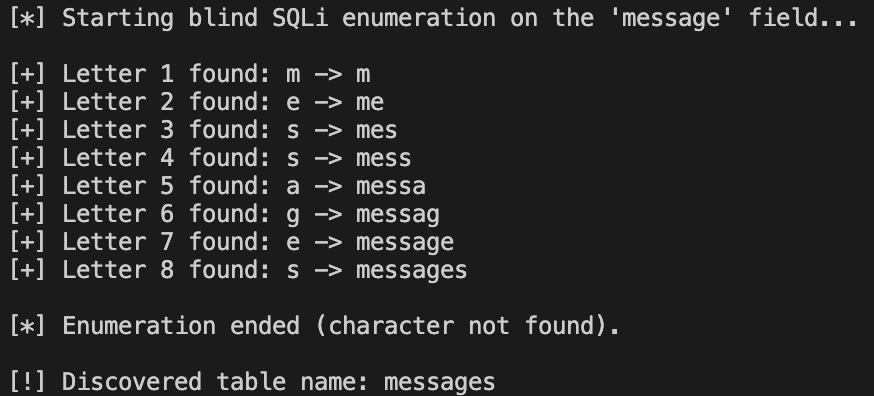 [*] Starting blind SQLi enumeration on the 'message' field...
[+] Letter 1 found: m -> m
[+] Letter 2 found: e -> me
[+] Letter 3 found: s -> mes
[+] Letter 4 found: s -> mess
[+] Letter 5 found: a -> messa
[+] Letter 6 found: g -> messag
[+] Letter 7 found: e -> message
[+] Letter 8 found: s -> messages
[*] Enumeration ended (character not found).
[!] Discovered table name: messages